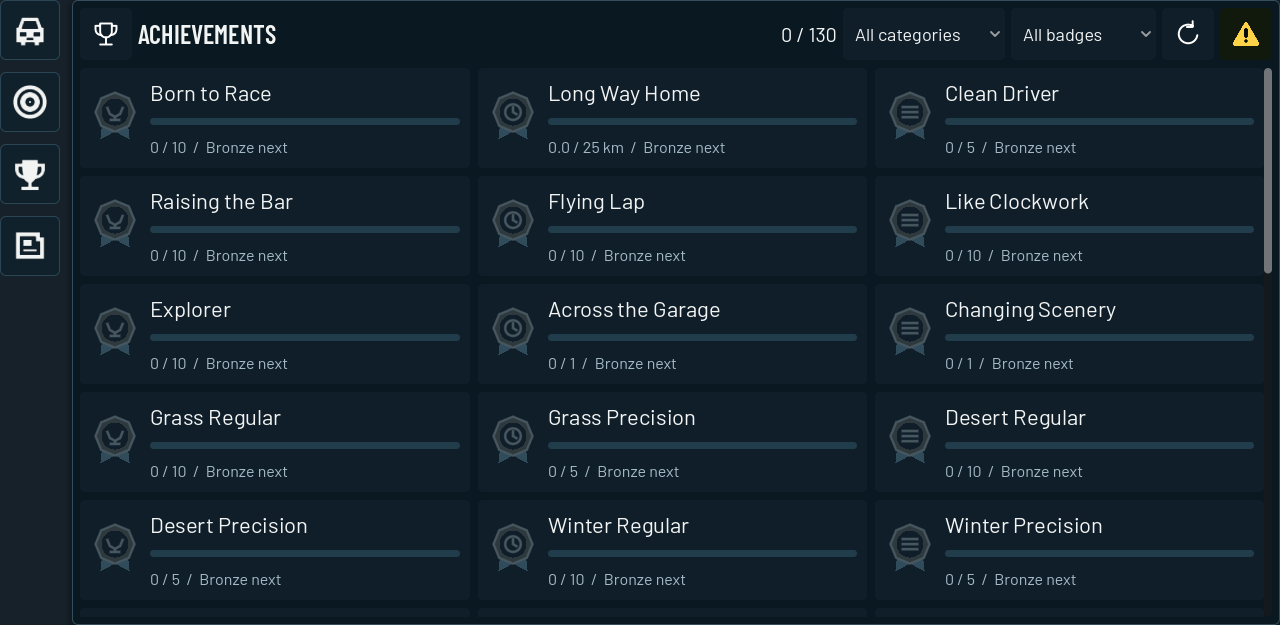 ACHIEVEMENTS
0 / 130
All categories
All badges
Born to Race
0 / 10 / Bronze next
Long Way Home
0.0 / 25 km / Bronze next
Clean Driver
0 / 5 / Bronze next
Raising the Bar
0 / 10 / Bronze next
Flying Lap
0 / 10 / Bronze next
Like Clockwork
0 / 10 / Bronze next
Explorer
0 / 10 / Bronze next
Across the Garage
0 / 1 / Bronze next
Changing Scenery
0 / 1 / Bronze next
Grass Regular
0 / 10 / Bronze next
Grass Precision
0 / 5 / Bronze next
Desert Regular
0 / 10 / Bronze next
Desert Precision
0 / 5 / Bronze next
Winter Regular
0 / 10 / Bronze next
Winter Precision
0 / 5 / Bronze next